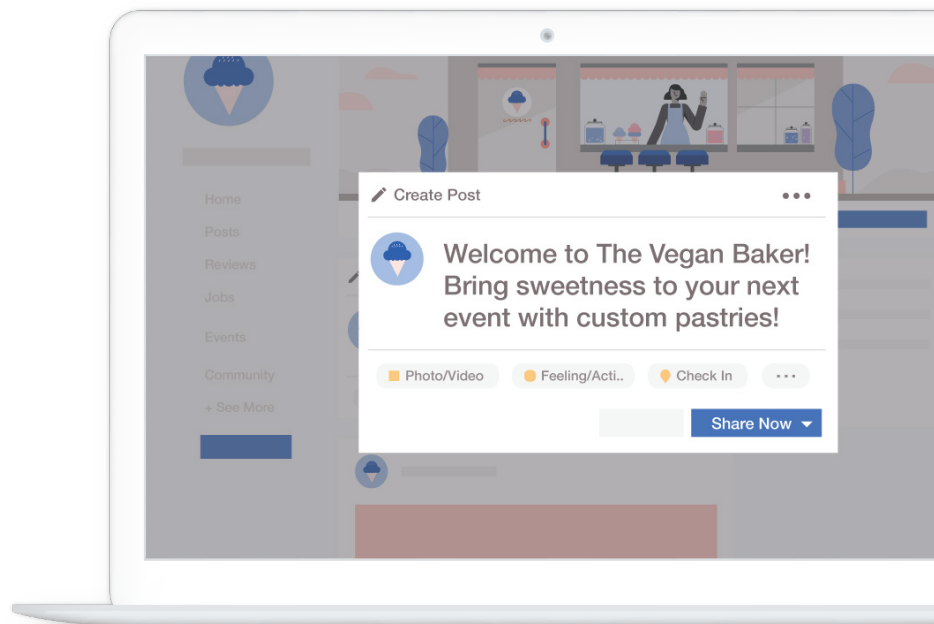 Home
Posts
Reviews
Jobs
Events
Community
+ See More
Create Post
Welcome to The Vegan Baker!
Bring sweetness to your next
event with custom pastries!
Photo/Video
Feeling/Acti..
Check In
Share Now